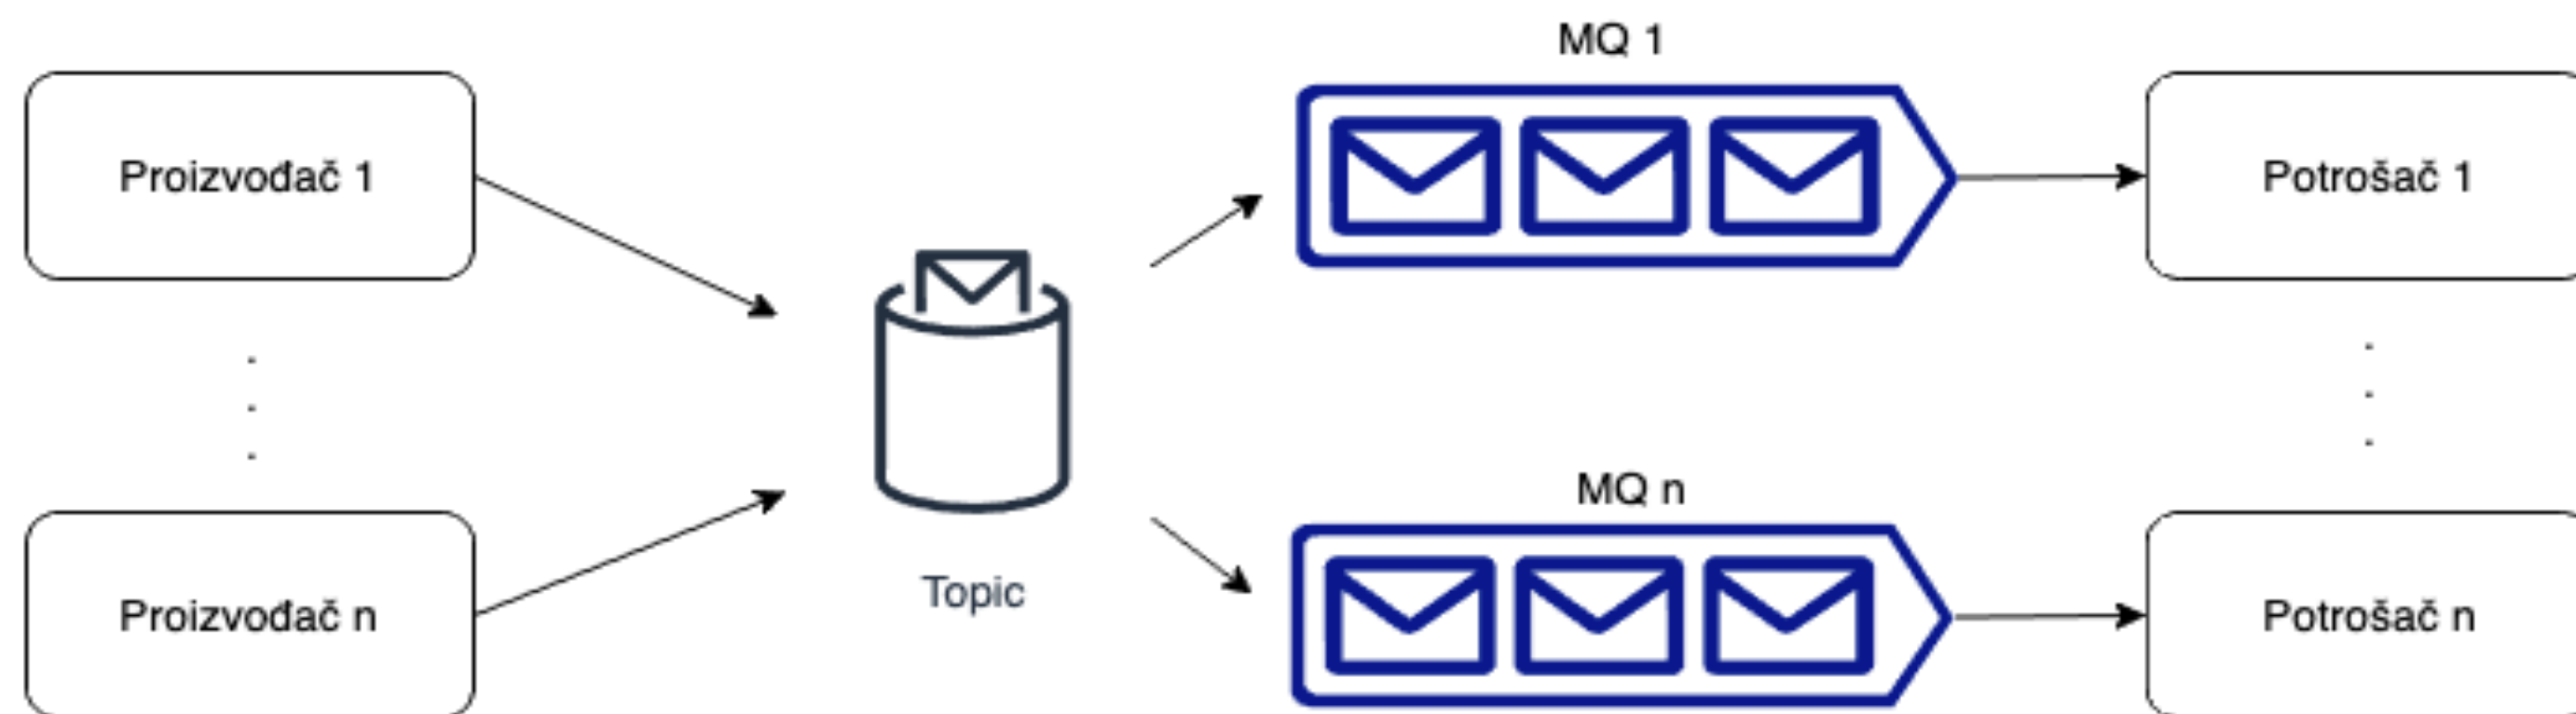 MQ 1
Proizvođač 1
Potrošač 1
MQ n
Topic
Proizvođač n
Potrošač n